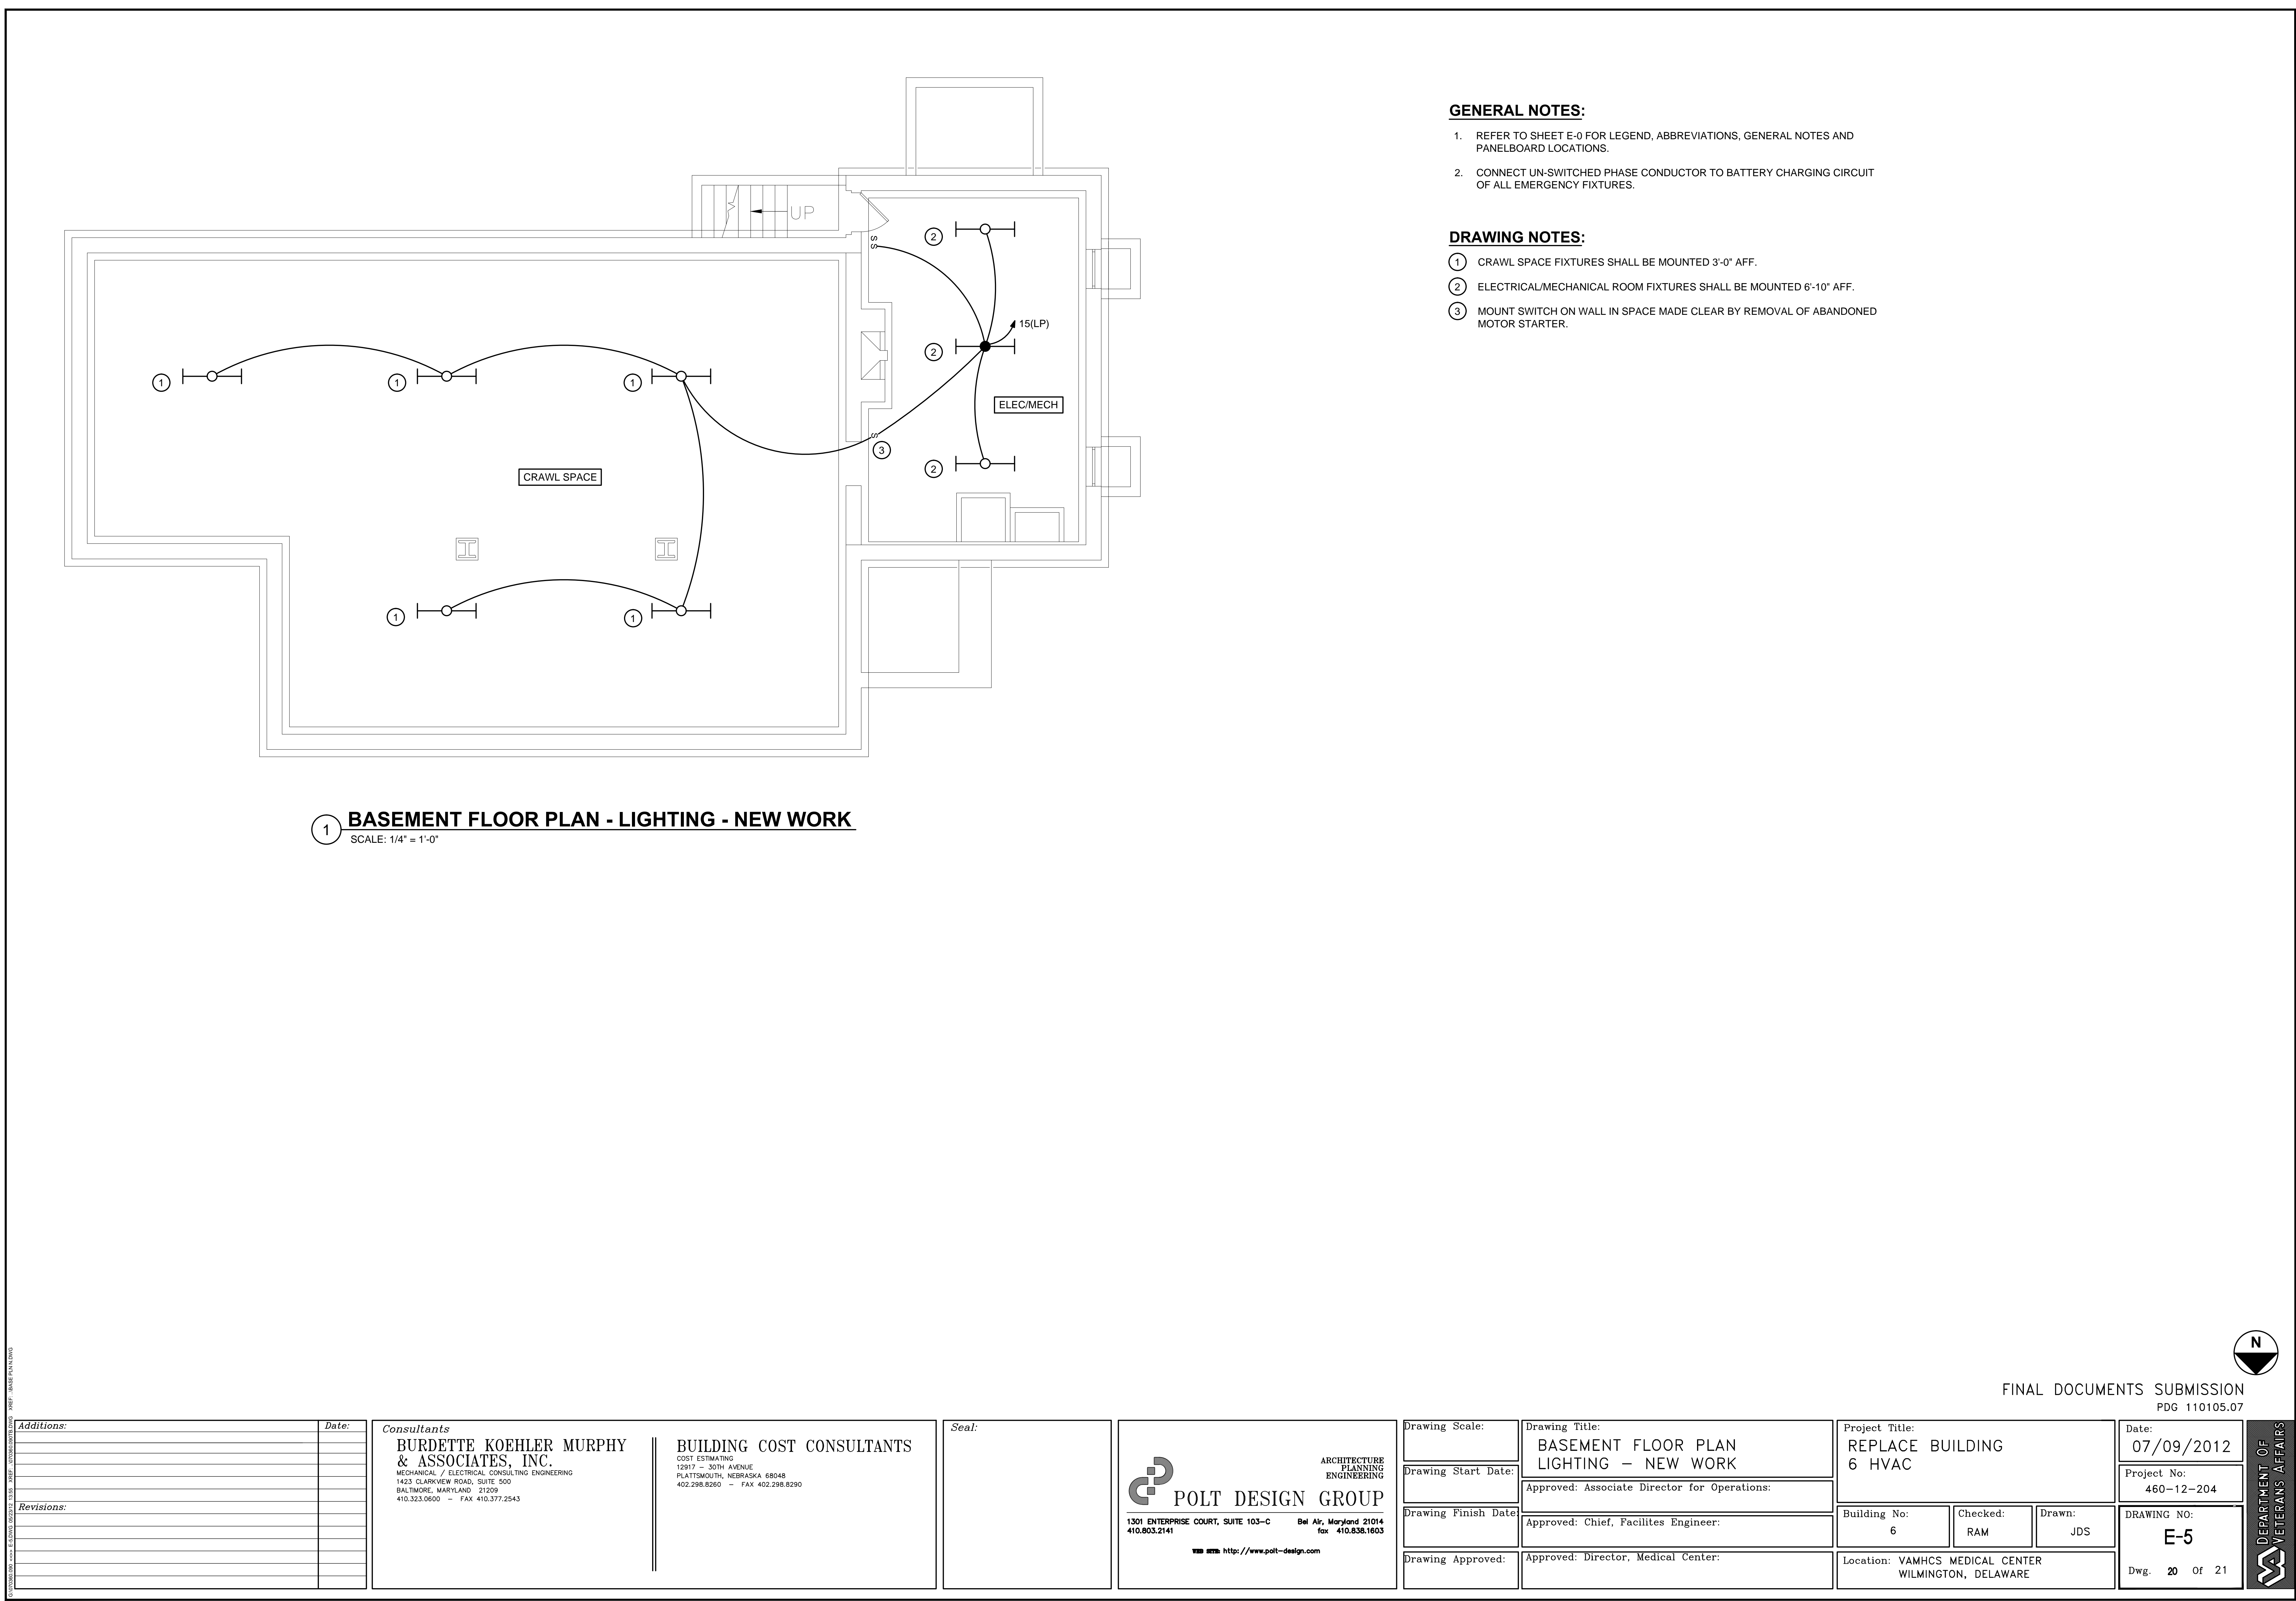 GENERAL NOTES:
1. REFER TO SHEET E-0 FOR LEGEND, ABBREVIATIONS, GENERAL NOTES AND
PANELBOARD LOCATIONS.
2. CONNECT UN-SWITCHED PHASE CONDUCTOR TO BATTERY CHARGING CIRCUIT
OF ALL EMERGENCY FIXTURES.
DRAWING NOTES:
1 CRAWL SPACE FIXTURES SHALL BE MOUNTED 3'-0" AFF.
2 ELECTRICAL/MECHANICAL ROOM FIXTURES SHALL BE MOUNTED 6'-10" AFF.
3 MOUNT SWITCH ON WALL IN SPACE MADE CLEAR BY REMOVAL OF ABANDONED
MOTOR STARTER.
UP
S
S
2
15(LP)
2
1
1
1
ELEC/MECH
S
3
2
CRAWL SPACE
1
1
1 BASEMENT FLOOR PLAN - LIGHTING - NEW WORK
SCALE: 1/4" = 1'-0"
N
FINAL DOCUMENTS SUBMISSION
PDG 110105.07
Additions: Date:
Revisions:
Consultants
BURDETTE KOEHLER MURPHY
& ASSOCIATES, INC.
MECHANICAL / ELECTRICAL CONSULTING ENGINEERING
1423 CLARKVIEW ROAD, SUITE 500
BALTIMORE, MARYLAND 21209
410.323.0600 – FAX 410.377.2543
BUILDING COST CONSULTANTS
COST ESTIMATING
12917 – 30TH AVENUE
PLATTSMOUTH, NEBRASKA 68048
402.298.8260 – FAX 402.298.8290
Seal:
ARCHITECTURE
PLANNING
ENGINEERING
POLT DESIGN GROUP
1301 ENTERPRISE COURT, SUITE 103-C Bel Air, Maryland 21014
410.803.2141 fax 410.838.1603
WEB SITE: http://www.polt-design.com
Drawing Scale:
Drawing Start Date:
Drawing Finish Date:
Drawing Approved:
Drawing Title:
BASEMENT FLOOR PLAN
LIGHTING – NEW WORK
Approved: Associate Director for Operations:
Approved: Chief, Facilites Engineer:
Approved: Director, Medical Center:
Project Title:
REPLACE BUILDING
6 HVAC
Building No:
6
Checked:
RAM
Drawn:
JDS
Location: VAMHCS MEDICAL CENTER
WILMINGTON, DELAWARE
Date:
07/09/2012
Project No:
460-12-204
DRAWING NO:
E-5
Dwg. 20 Of 21
DEPARTMENT OF
VETERANS AFFAIRS